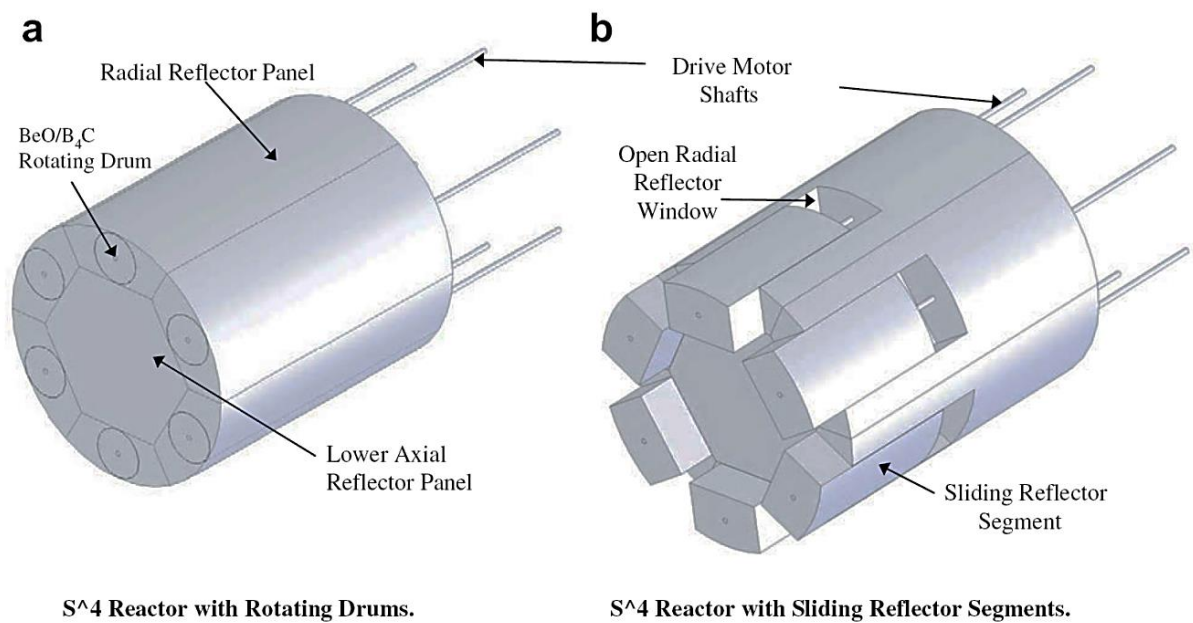 a
Radial Reflector Panel
BeO/B₄C
Rotating Drum
Lower Axial
Reflector Panel
S^4 Reactor with Rotating Drums.
b
Drive Motor
Shafts
Open Radial
Reflector
Window
Sliding Reflector
Segment
S^4 Reactor with Sliding Reflector Segments.